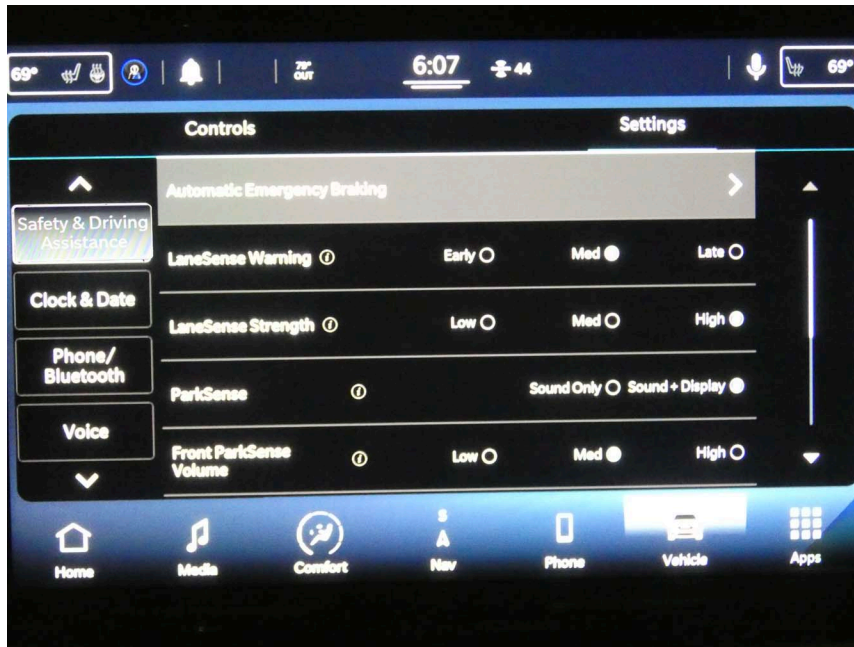 69°
78°
OUT
6:07
44
69°
Controls
Settings
Safety & Driving
Assistance
Clock & Date
Phone/
Bluetooth
Voice
Automatic Emergency Braking
LaneSense Warning Early Med Late
LaneSense Strength Low Med High
ParkSense Sound Only Sound + Display
Front ParkSense
Volume
Low Med High
Home
Media
Comfort
S
A
Nav
Phone
Vehicle
Apps